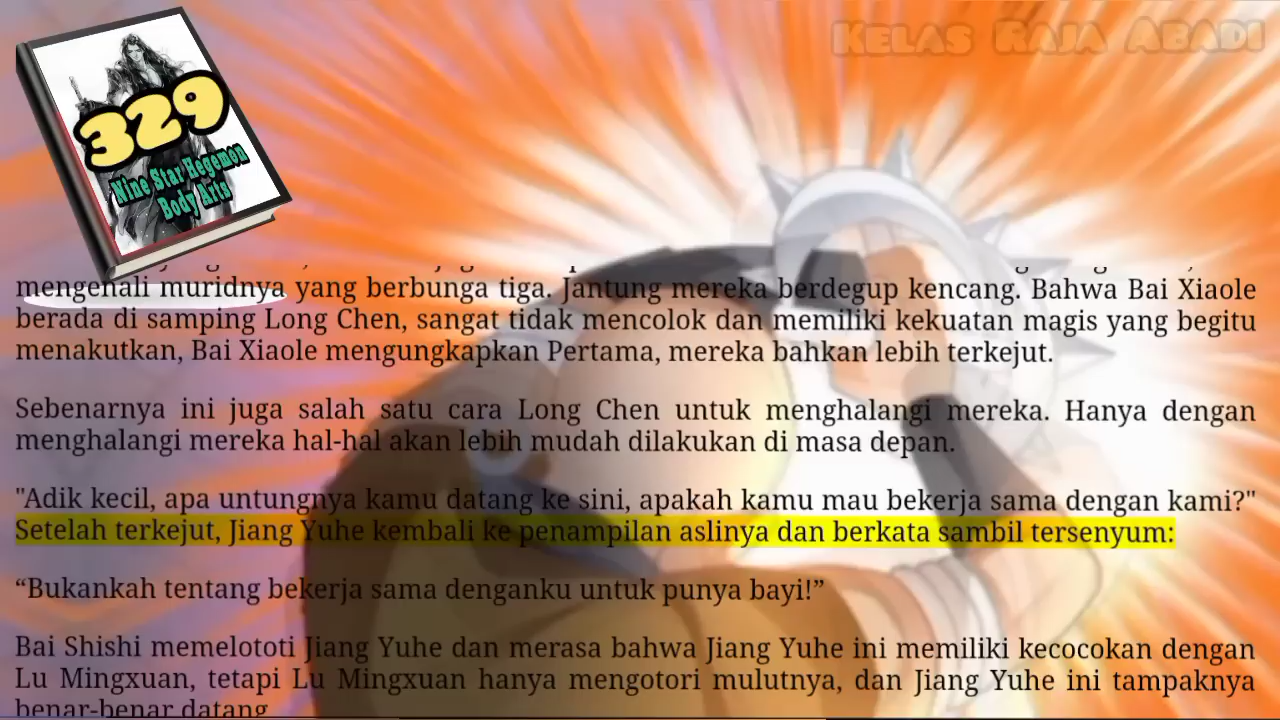 Kelas Raja Abadi
329
Nine Star Hegemon
Body Arts
mengenali muridnya yang berbunga tiga. Jantung mereka berdegup kencang. Bahwa Bai Xiaole
berada di samping Long Chen, sangat tidak mencolok dan memiliki kekuatan magis yang begitu
menakutkan, Bai Xiaole mengungkapkan Pertama, mereka bahkan lebih terkejut.
Sebenarnya ini juga salah satu cara Long Chen untuk menghalangi mereka. Hanya dengan
menghalangi mereka hal-hal akan lebih mudah dilakukan di masa depan.
"Adik kecil, apa untungnya kamu datang ke sini, apakah kamu mau bekerja sama dengan kami?"
Setelah terkejut, Jiang Yuhe kembali ke penampilan aslinya dan berkata sambil tersenyum:
“Bukankah tentang bekerja sama denganku untuk punya bayi!”
Bai Shishi memelototi Jiang Yuhe dan merasa bahwa Jiang Yuhe ini memiliki kecocokan dengan
Lu Mingxuan, tetapi Lu Mingxuan hanya mengotori mulutnya, dan Jiang Yuhe ini tampaknya
benar-benar datang